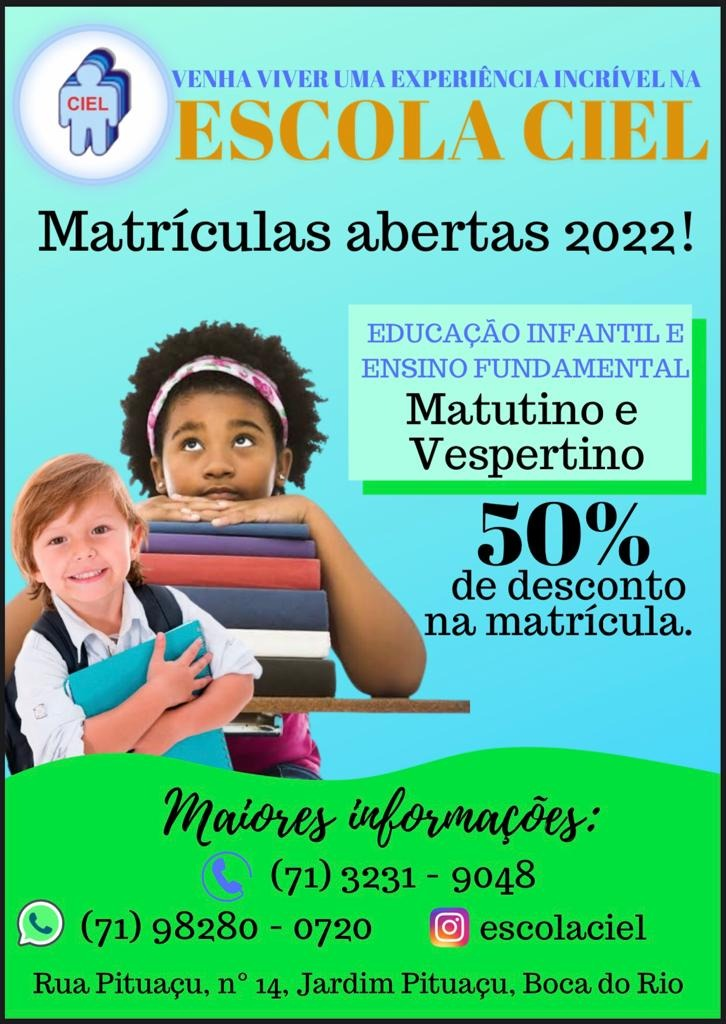 CIEL
VENHA VIVER UMA EXPERIÊNCIA INCRÍVEL NA
ESCOLA CIEL
Matrículas abertas 2022!
EDUCAÇÃO INFANTIL E
ENSINO FUNDAMENTAL
Matutino e
Vespertino
50%
de desconto
na matrícula.
Maiores informações:
(71) 3231 - 9048
(71) 98280 - 0720
escolaciel
Rua Pituaçu, n° 14, Jardim Pituaçu, Boca do Rio